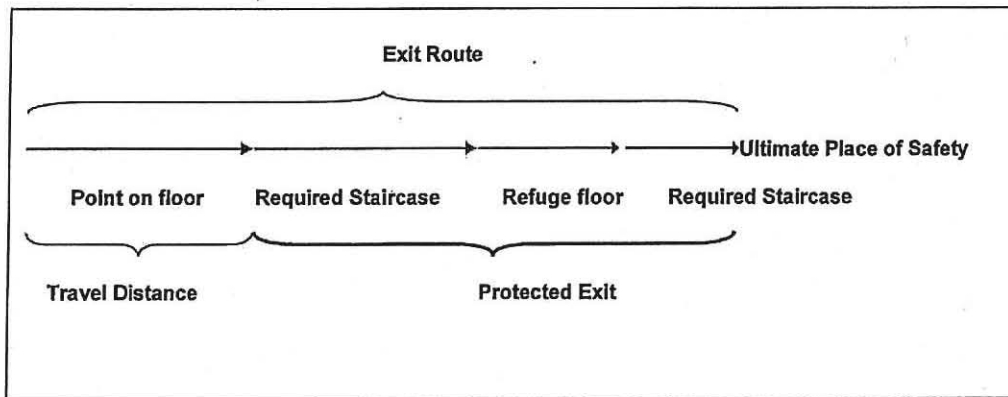 Exit Route
Ultimate Place of Safety
Point on floor Required Staircase Refuge floor Required Staircase
Travel Distance Protected Exit